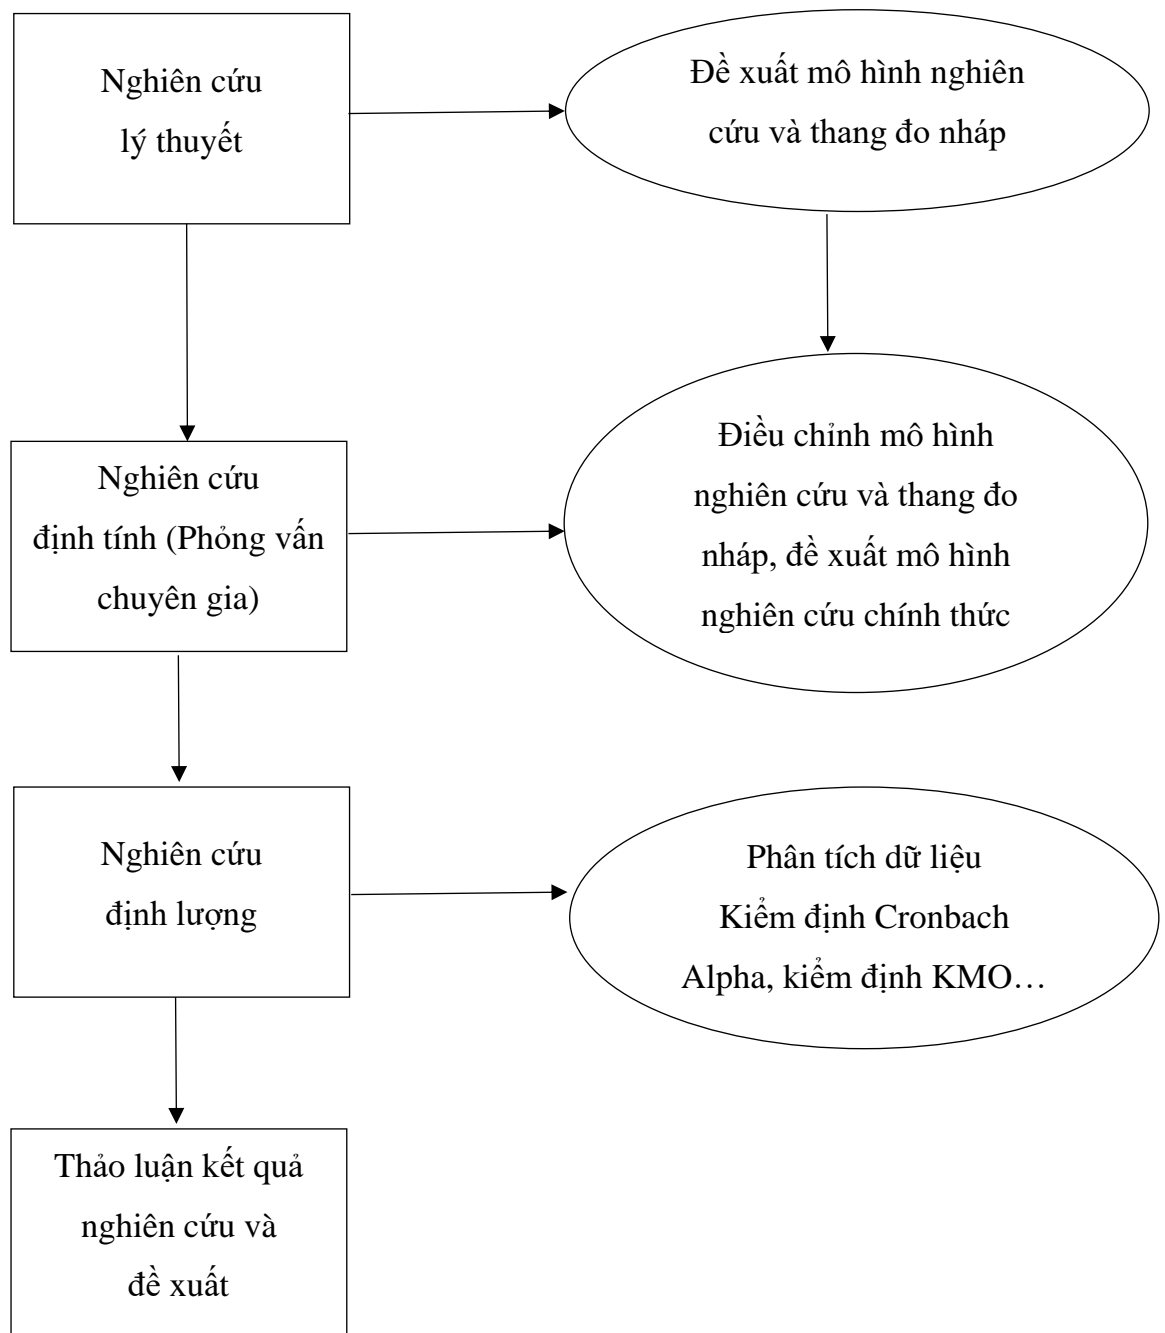 Nghiên cứu
lý thuyết
Đề xuất mô hình nghiên
cứu và thang đo nháp
Nghiên cứu
định tính (Phỏng vấn
chuyên gia)
Điều chỉnh mô hình
nghiên cứu và thang đo
nháp, đề xuất mô hình
nghiên cứu chính thức
Nghiên cứu
định lượng
Phân tích dữ liệu
Kiểm định Cronbach
Alpha, kiểm định KMO…
Thảo luận kết quả
nghiên cứu và
đề xuất